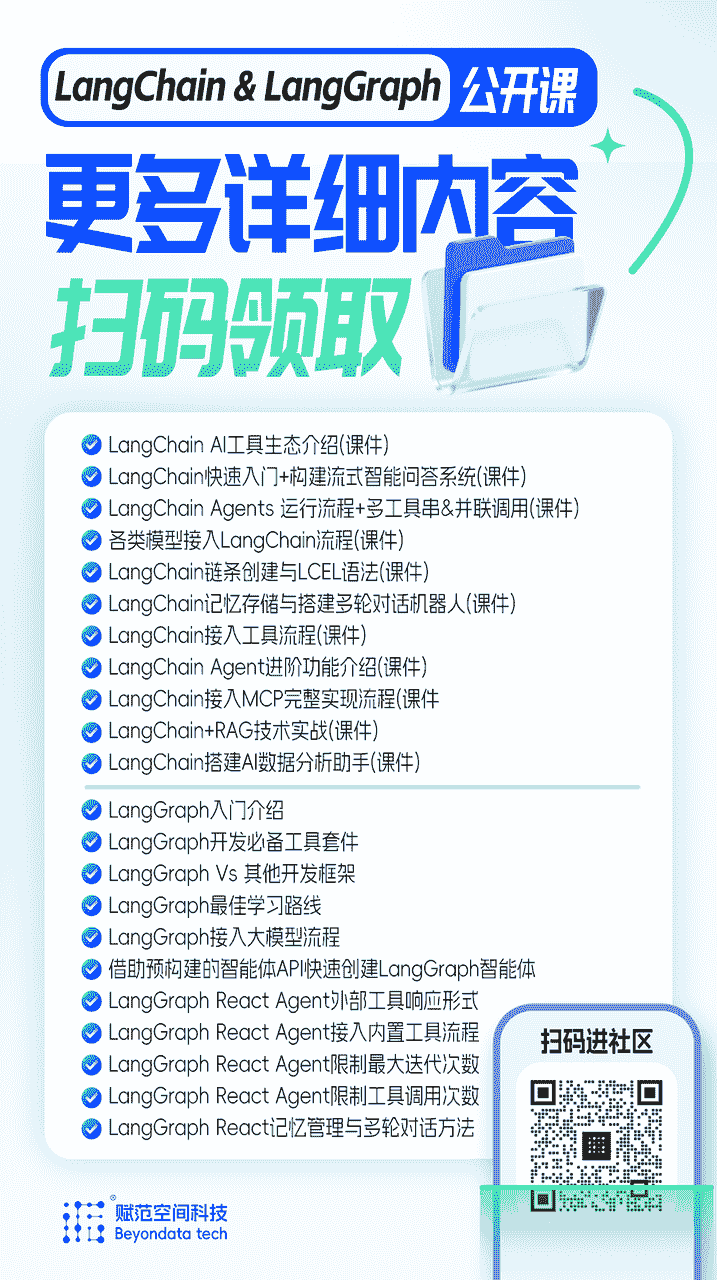 LangChain & LangGraph 公开课
更多详细内容
扫码领取
LangChain AI工具生态介绍(课件)
LangChain快速入门+构建流式智能问答系统(课件)
LangChain Agents 运行流程+多工具串&并联调用(课件)
各类模型接入LangChain流程(课件)
LangChain链条创建与LCEL语法(课件)
LangChain记忆存储与搭建多轮对话机器人(课件)
LangChain接入工具流程(课件)
LangChain Agent进阶功能介绍(课件)
LangChain接入MCP完整实现流程(课件
LangChain+RAG技术实战(课件)
LangChain搭建AI数据分析助手(课件)
LangGraph入门介绍
LangGraph开发必备工具套件
LangGraph Vs 其他开发框架
LangGraph最佳学习路线
LangGraph接入大模型流程
借助预构建的智能体API快速创建LangGraph智能体
LangGraph React Agent外部工具响应形式
LangGraph React Agent接入内置工具流程
LangGraph React Agent限制最大迭代次数
LangGraph React Agent限制工具调用次数
LangGraph React记忆管理与多轮对话方法
扫码进社区
®
赋范空间科技
Beyondata tech